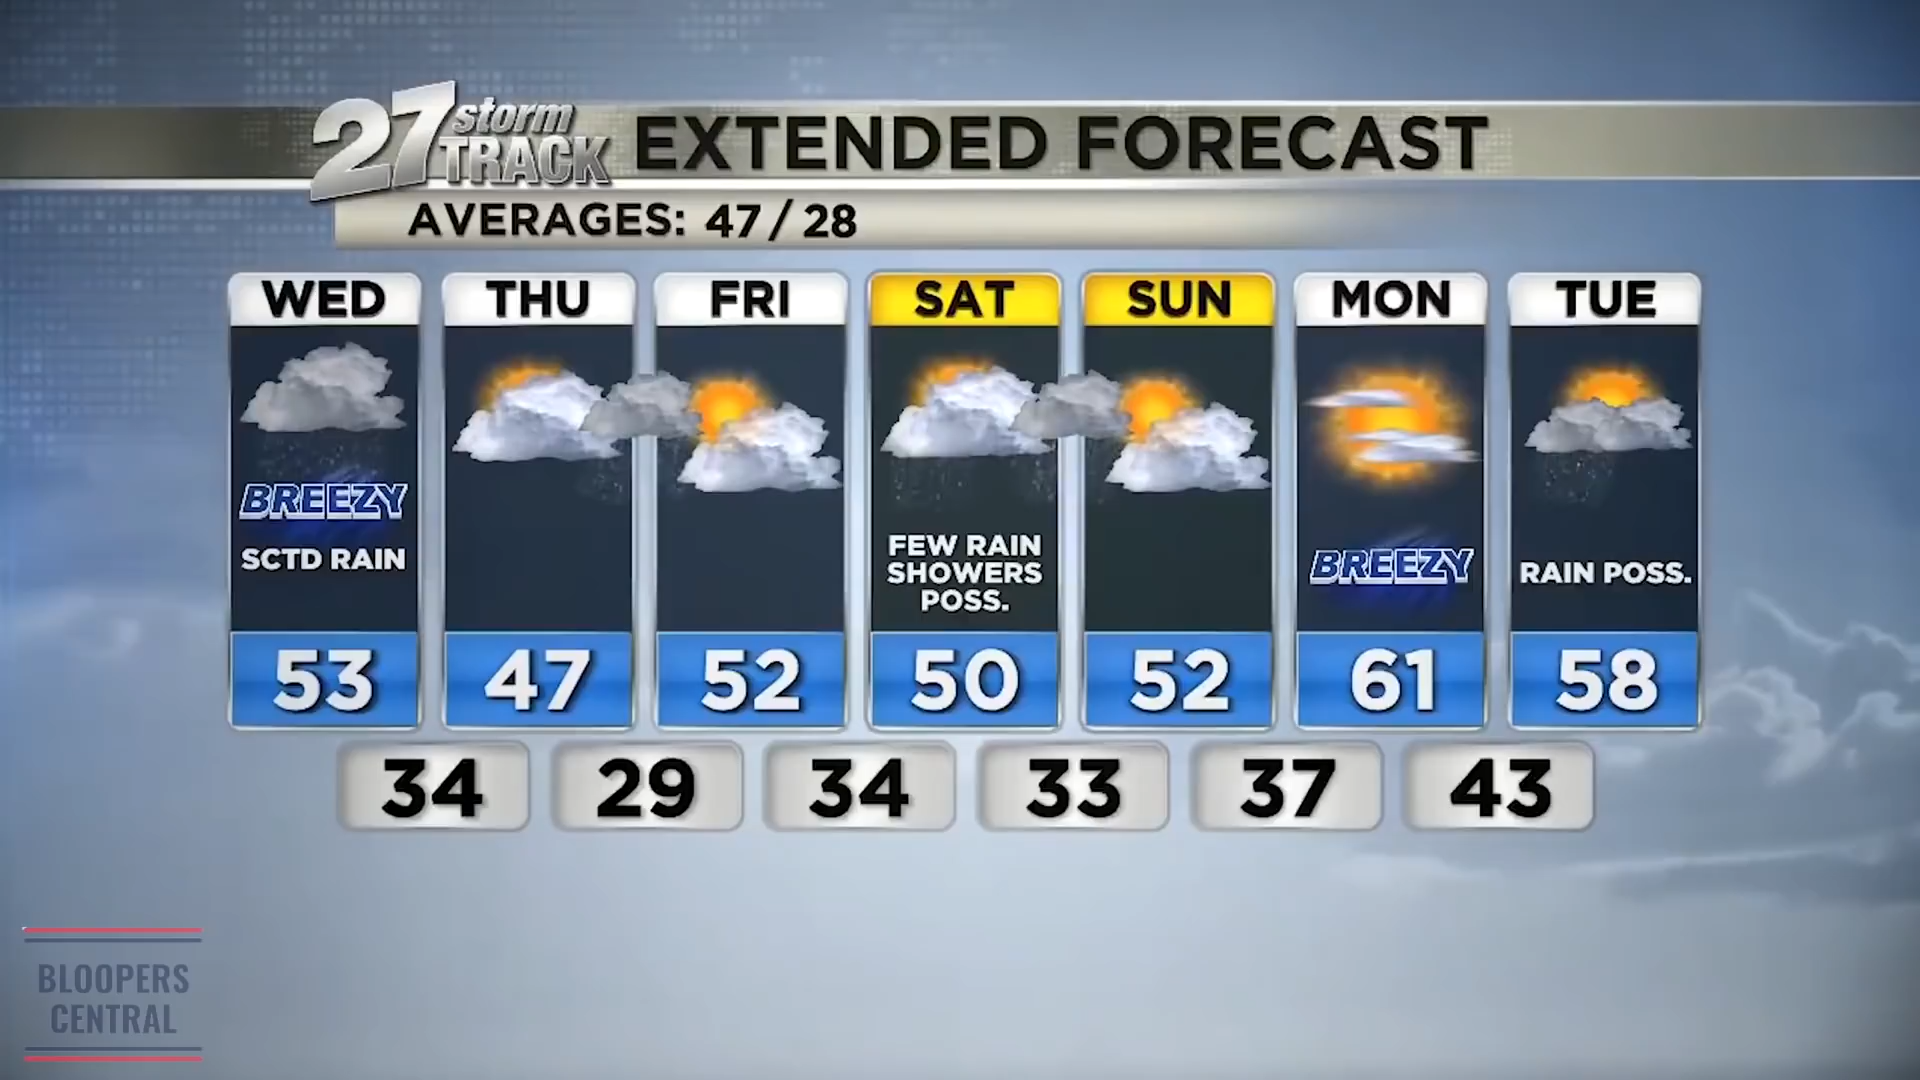 27 storm TRACK EXTENDED FORECAST
AVERAGES: 47 / 28
WED THU FRI SAT SUN MON TUE
BREEZY
SCTD RAIN
FEW RAIN
SHOWERS
POSS.
BREEZY
RAIN POSS.
53 47 52 50 52 61 58
34 29 34 33 37 43
BLOOPERS
CENTRAL